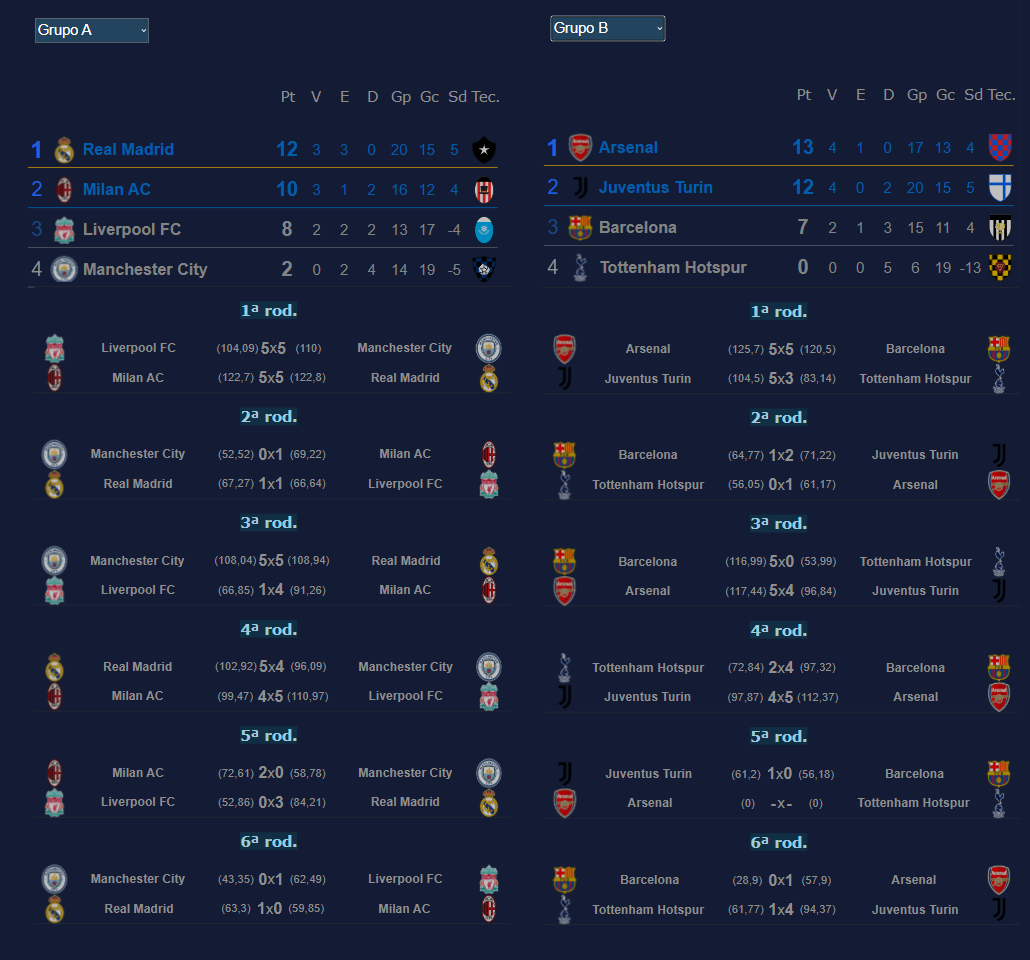 Grupo A
Pt V E D Gp Gc Sd Tec.
1 Real Madrid 12 3 3 0 20 15 5
2 Milan AC 10 3 1 2 16 12 4
3 Liverpool FC 8 2 2 2 13 17 -4
4 Manchester City 2 0 2 4 14 19 -5
1ª rod.
Liverpool FC (104,09) 5x5 (110) Manchester City
Milan AC (122,7) 5x5 (122,8) Real Madrid
2ª rod.
Manchester City (52,52) 0x1 (69,22) Milan AC
Real Madrid (67,27) 1x1 (66,64) Liverpool FC
3ª rod.
Manchester City (108,04) 5x5 (108,94) Real Madrid
Liverpool FC (66,85) 1x4 (91,26) Milan AC
4ª rod.
Real Madrid (102,92) 5x4 (96,09) Manchester City
Milan AC (99,47) 4x5 (110,97) Liverpool FC
5ª rod.
Milan AC (72,61) 2x0 (58,78) Manchester City
Liverpool FC (52,86) 0x3 (84,21) Real Madrid
6ª rod.
Manchester City (43,35) 0x1 (62,49) Liverpool FC
Real Madrid (63,3) 1x0 (59,85) Milan AC
Grupo B
Pt V E D Gp Gc Sd Tec.
1 Arsenal 13 4 1 0 17 13 4
2 Juventus Turin 12 4 0 2 20 15 5
3 Barcelona 7 2 1 3 15 11 4
4 Tottenham Hotspur 0 0 0 5 6 19 -13
1ª rod.
Arsenal (125,7) 5x5 (120,5) Barcelona
Juventus Turin (104,5) 5x3 (83,14) Tottenham Hotspur
2ª rod.
Barcelona (64,77) 1x2 (71,22) Juventus Turin
Tottenham Hotspur (56,05) 0x1 (61,17) Arsenal
3ª rod.
Barcelona (116,99) 5x0 (53,99) Tottenham Hotspur
Arsenal (117,44) 5x4 (96,84) Juventus Turin
4ª rod.
Tottenham Hotspur (72,84) 2x4 (97,32) Barcelona
Juventus Turin (97,87) 4x5 (112,37) Arsenal
5ª rod.
Juventus Turin (61,2) 1x0 (56,18) Barcelona
Arsenal (0) -x- (0) Tottenham Hotspur
6ª rod.
Barcelona (28,9) 0x1 (57,9) Arsenal
Tottenham Hotspur (61,77) 1x4 (94,37) Juventus Turin